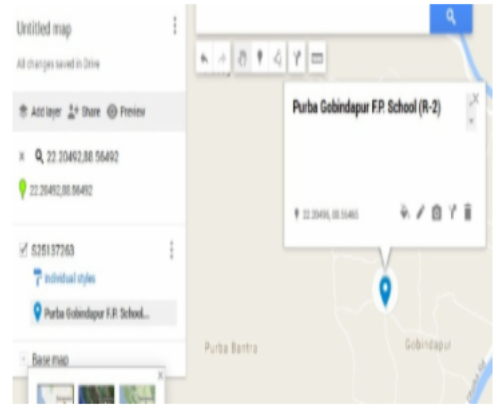 Untitled map
All changes saved in Drive
Add layer Share Preview
22.20492,88.56492
22.20492,88.56492
S25137263
Individual styles
Purba Gobindapur F.P. School...
Base map
Purba Gobindapur F.P. School (R-2)
Purba Bantra
Gobindapur